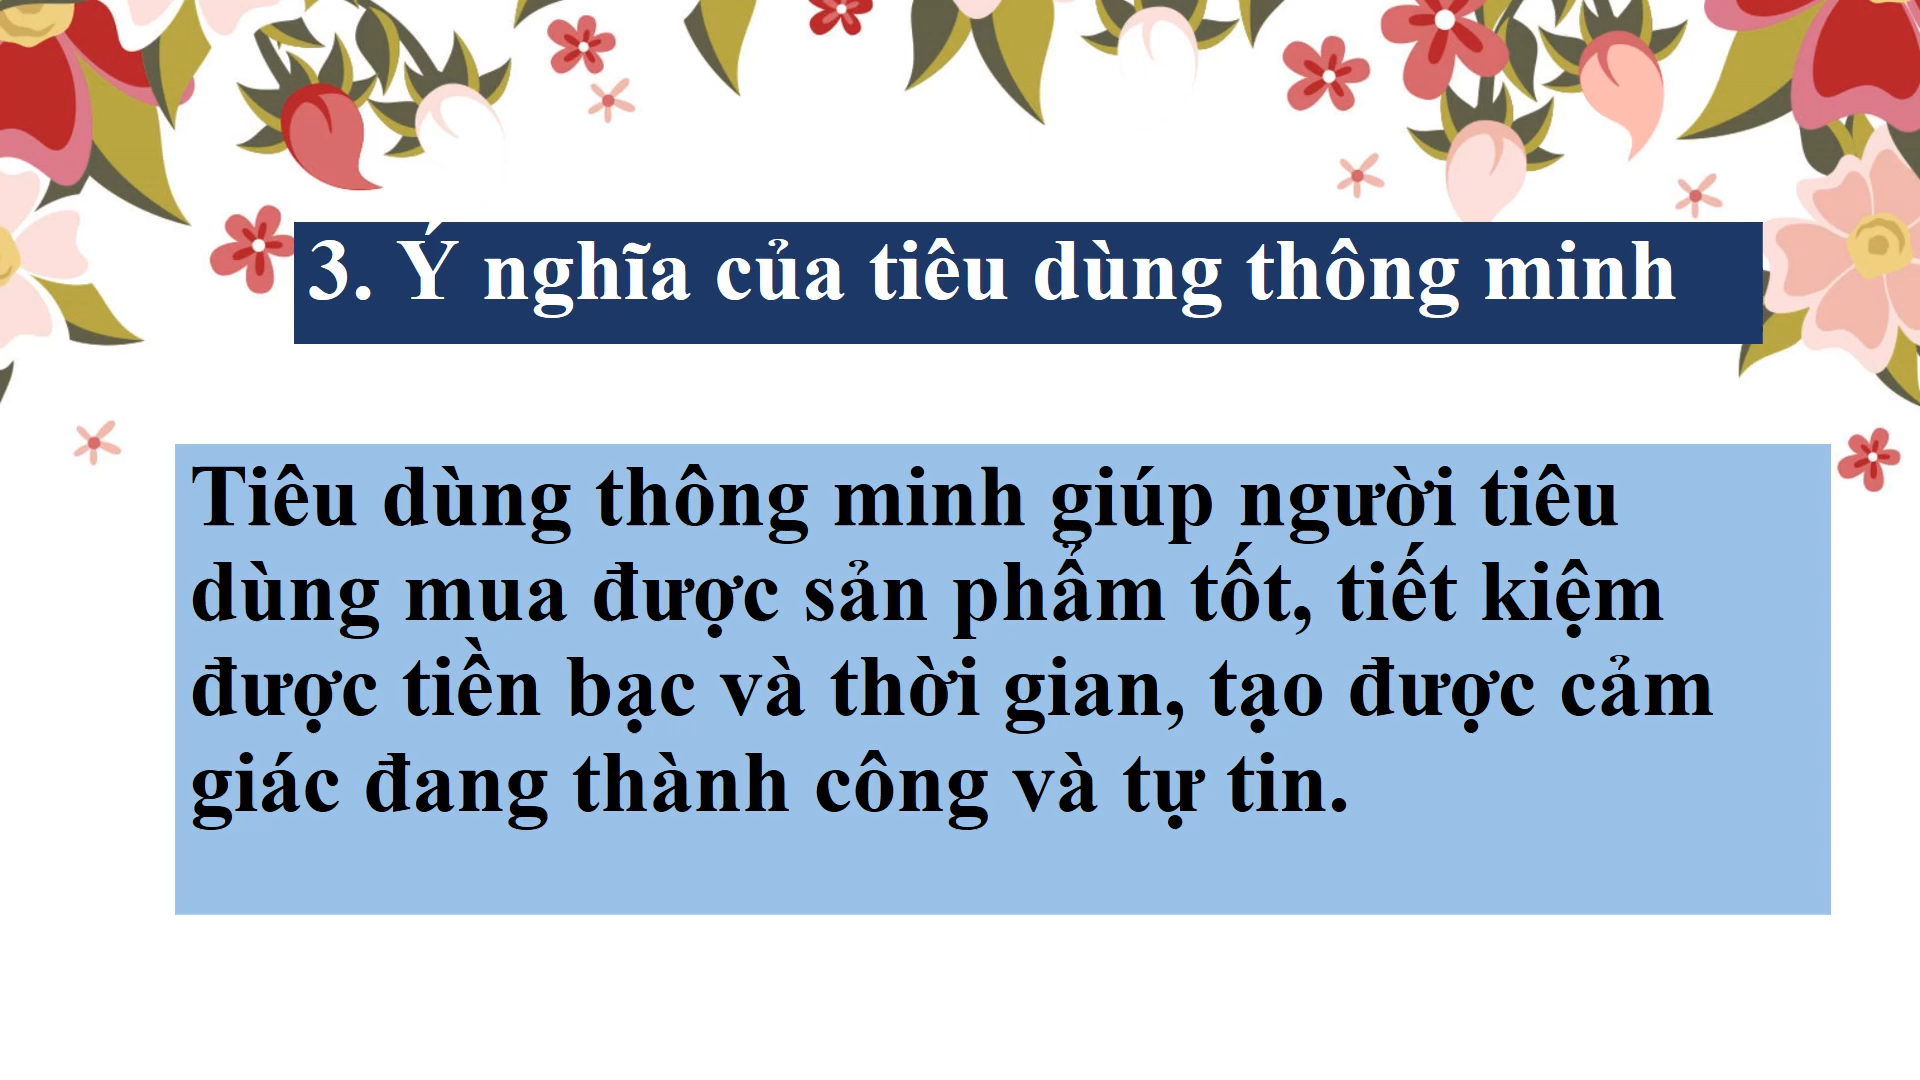 3. Ý nghĩa của tiêu dùng thông minh
Tiêu dùng thông minh giúp người tiêu
dùng mua được sản phẩm tốt, tiết kiệm
được tiền bạc và thời gian, tạo được cảm
giác đang thành công và tự tin.